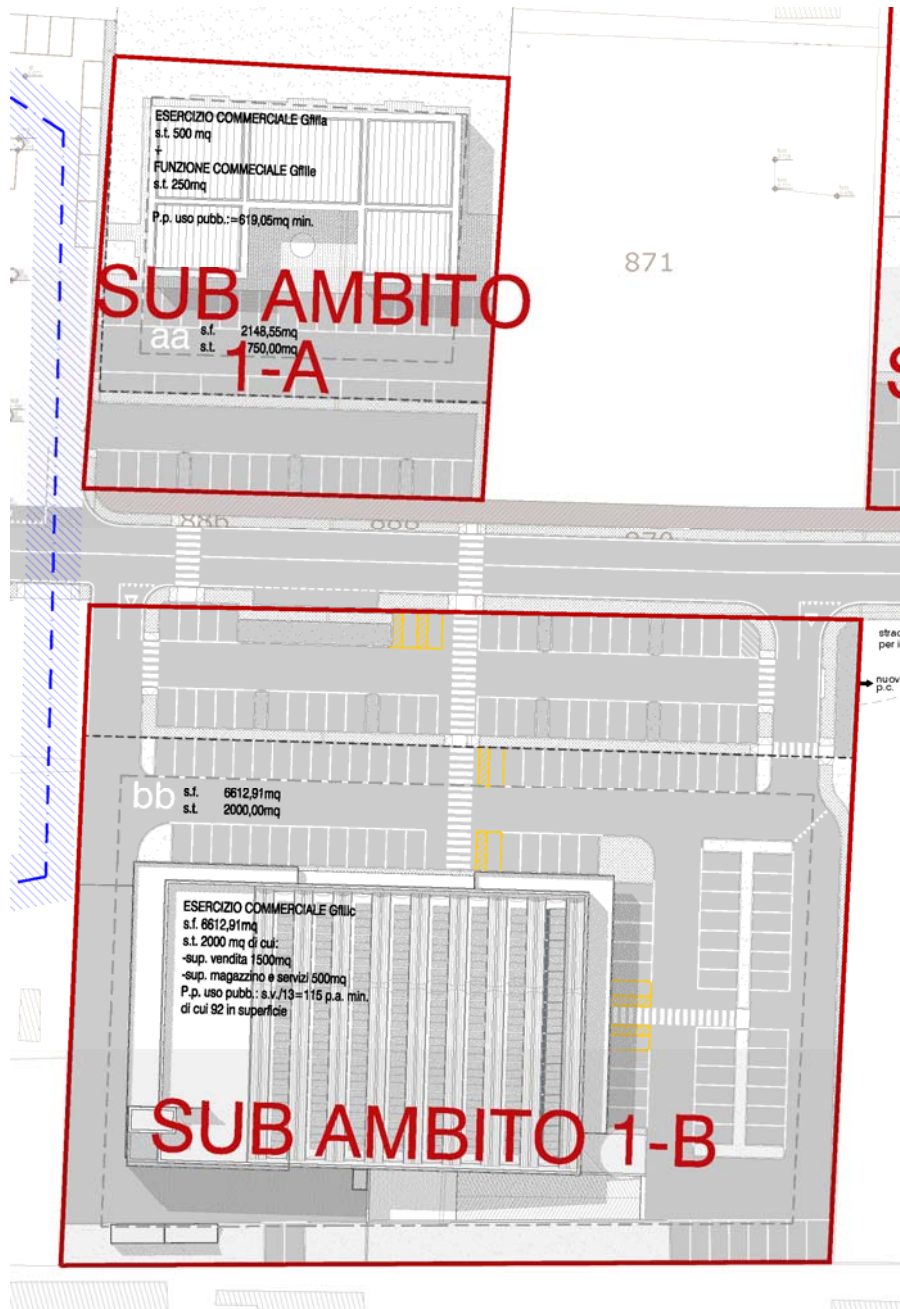 ESERCIZIO COMMERCIALE GfIIIa
s.t. 500 mq
+
FUNZIONE COMMECIALE GfIIIe
s.t. 250mq
P.p. uso pubb.:=619,05mq min.
871
SUB AMBITO
1-A
aa
s.f. 2148,55mq
s.t. 750,00mq
S
886
870
strac
per i
nuov
p.c.
bb
s.f. 6612,91mq
s.t. 2000,00mq
ESERCIZIO COMMERCIALE GfIIIc
s.f. 6612,91mq
s.t. 2000 mq di cui:
-sup. vendita 1500mq
-sup. magazzino e servizi 500mq
P.p. uso pubb.: s.v./13=115 p.a. min.
di cui 92 in superficie
SUB AMBITO 1-B